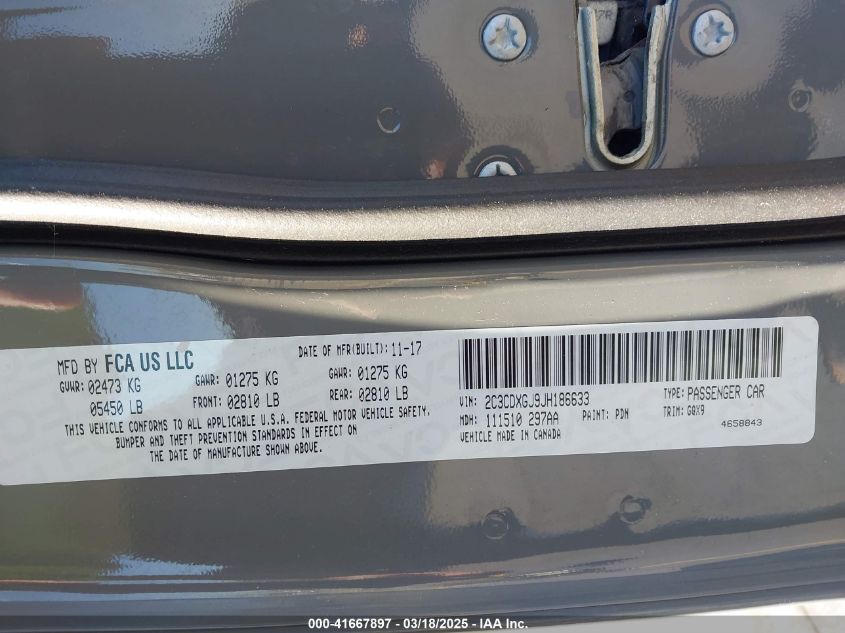 MFD BY FCA US LLC
DATE OF MFR(BUILT): 11-17
GVWR: 02473 KG
GAWR: 01275 KG
GAWR: 01275 KG
05450 LB
FRONT: 02810 LB
REAR: 02810 LB
THIS VEHICLE CONFORMS TO ALL APPLICABLE U.S.A. FEDERAL MOTOR VEHICLE SAFETY,
BUMPER AND THEFT PREVENTION STANDARDS IN EFFECT ON
THE DATE OF MANUFACTURE SHOWN ABOVE.
VIN: 2C3CDXGJ9JH186633
TYPE: PASSENGER CAR
MDH: 111510 297AA
PAINT: PDN
TRIM: GQX9
VEHICLE MADE IN CANADA
4658843
000-41667897 - 03/18/2025 - IAA Inc.